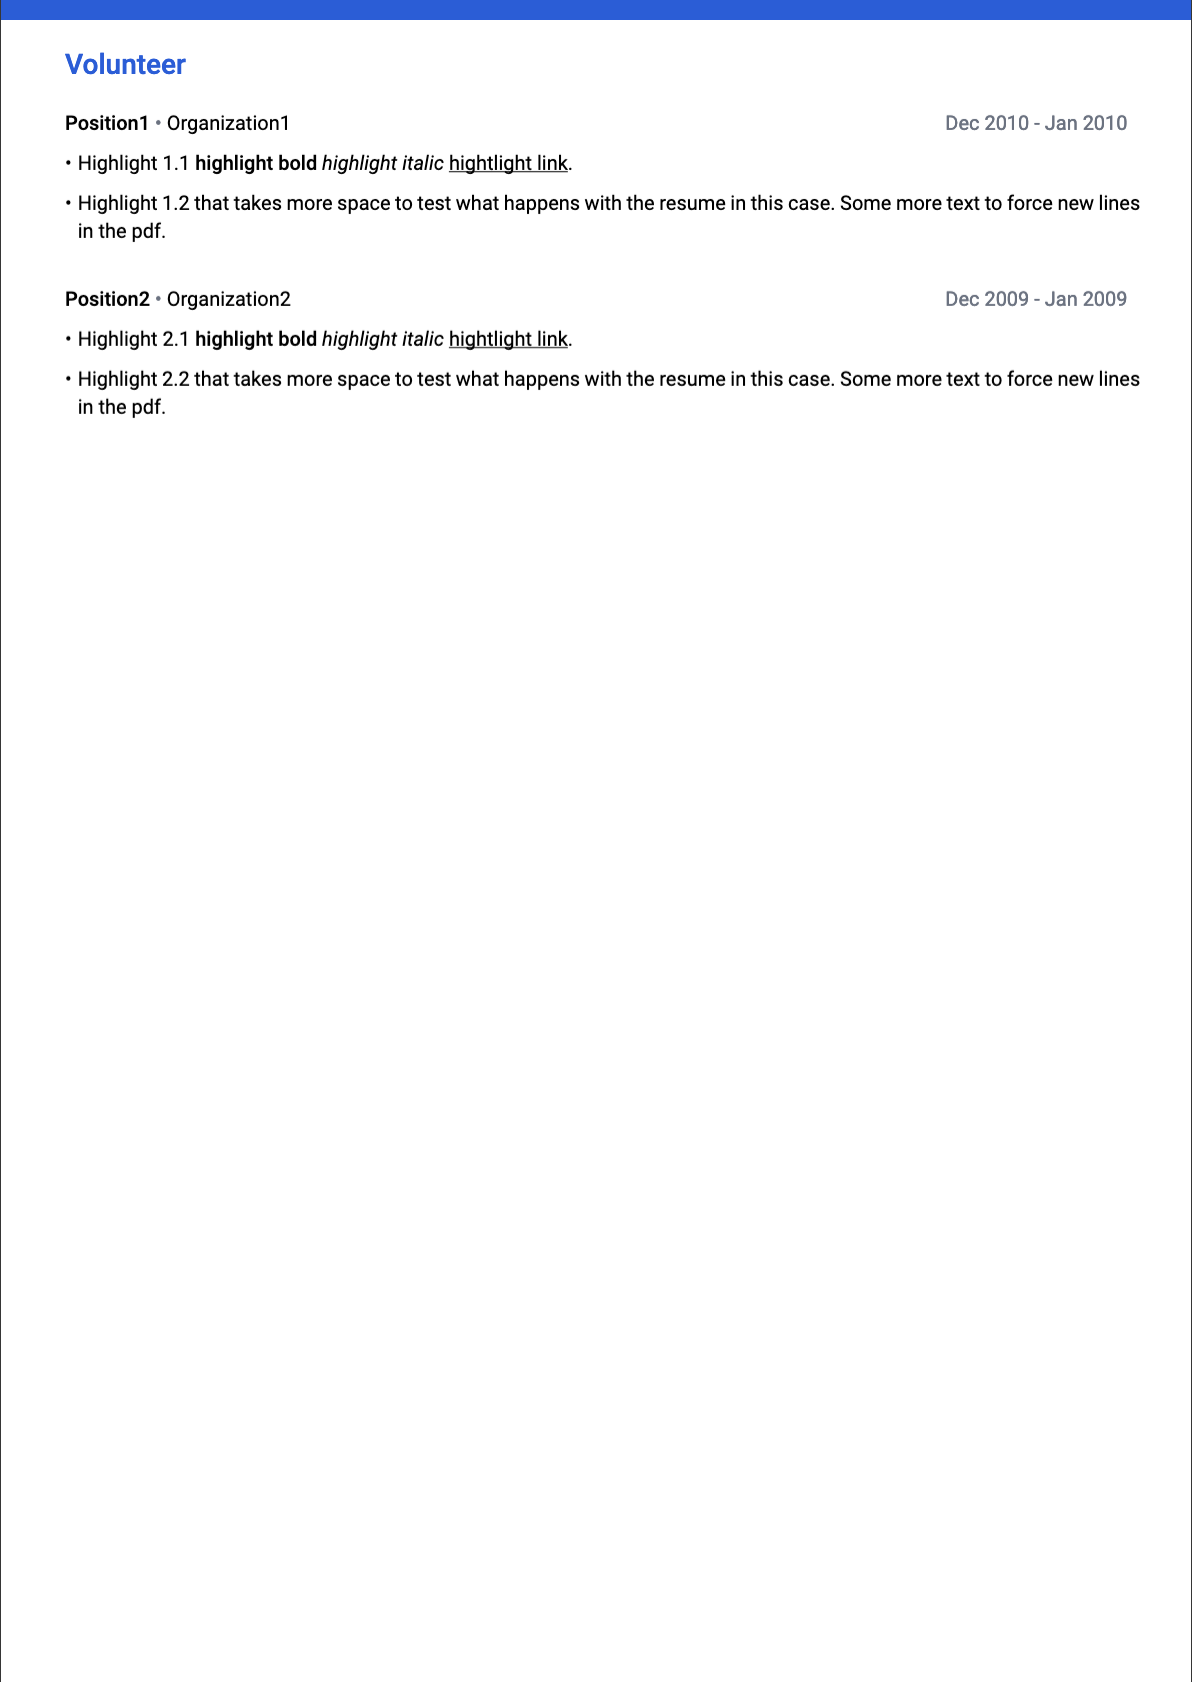 Volunteer
Position1 • Organization1 Dec 2010 - Jan 2010
• Highlight 1.1 highlight bold highlight italic hightlight link.
• Highlight 1.2 that takes more space to test what happens with the resume in this case. Some more text to force new lines
in the pdf.
Position2 • Organization2 Dec 2009 - Jan 2009
• Highlight 2.1 highlight bold highlight italic hightlight link.
• Highlight 2.2 that takes more space to test what happens with the resume in this case. Some more text to force new lines
in the pdf.